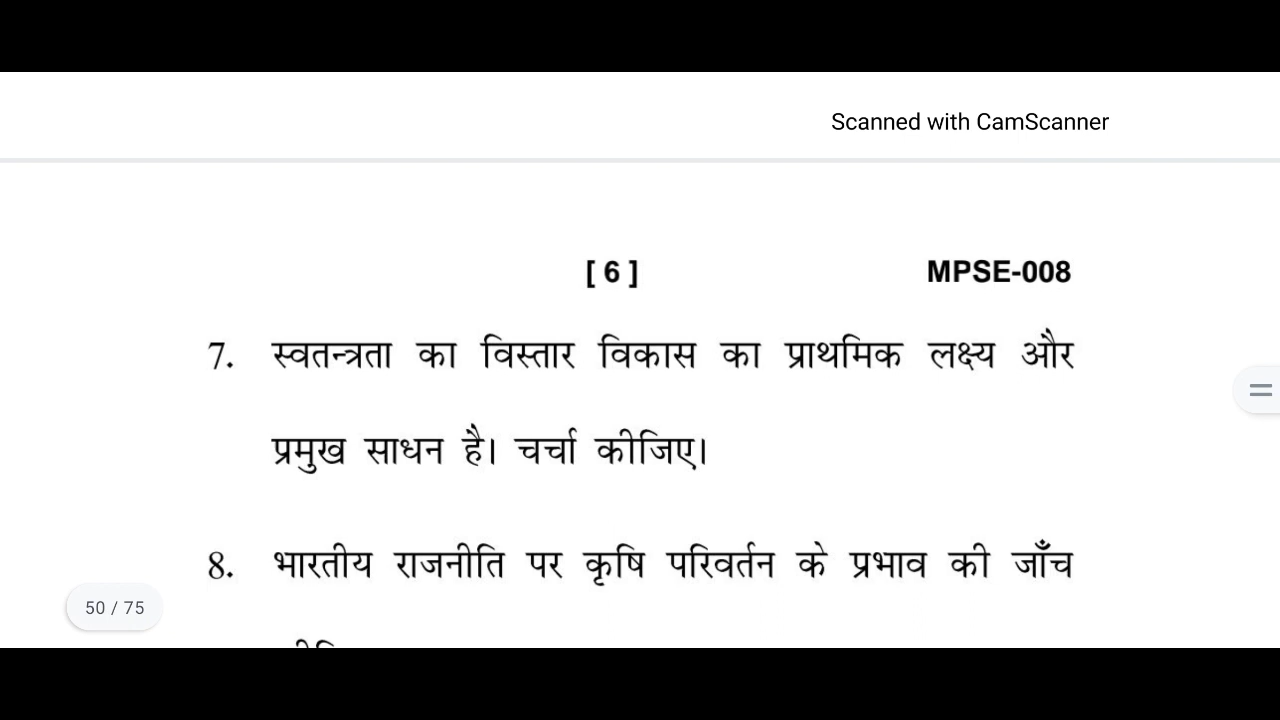 Scanned with CamScanner
[ 6 ] MPSE-008
7. स्वतन्त्रता का विस्तार विकास का प्राथमिक लक्ष्य और
प्रमुख साधन है। चर्चा कीजिए।
8. भारतीय राजनीति पर कृषि परिवर्तन के प्रभाव की जाँच
50 / 75